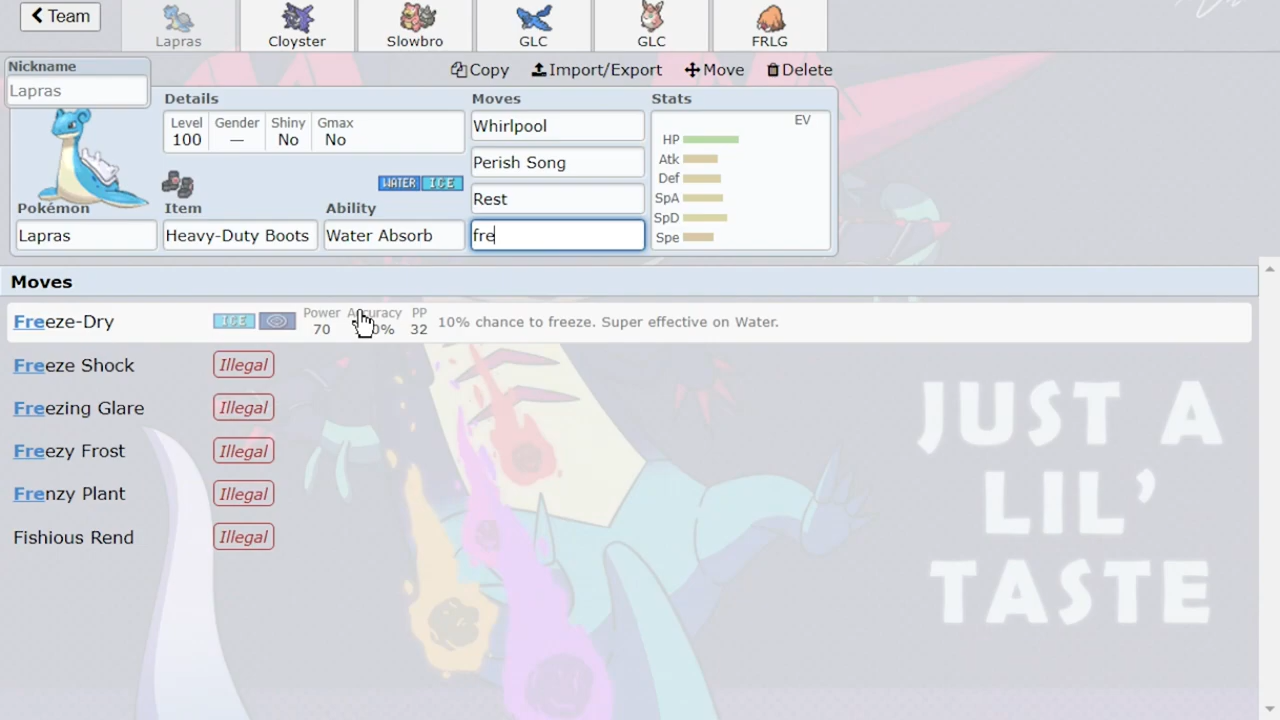 Team
Lapras
Cloyster
Slowbro
GLC
GLC
FRLG
Nickname
Lapras
Copy
Import/Export
Move
Delete
Details
Moves
Stats
Level
100
Gender
—
Shiny
No
Gmax
No
WATER ICE
Pokémon
Lapras
Item
Heavy-Duty Boots
Ability
Water Absorb
Whirlpool
Perish Song
Rest
fre
EV
HP
Atk
Def
SpA
SpD
Spe
Moves
Freeze-Dry
ICE
Power
70
PP
32
10% chance to freeze. Super effective on Water.
Freeze Shock Illegal
Freezing Glare Illegal
Freezy Frost Illegal
Frenzy Plant Illegal
Fishious Rend Illegal
JUST A
LIL'
TASTE